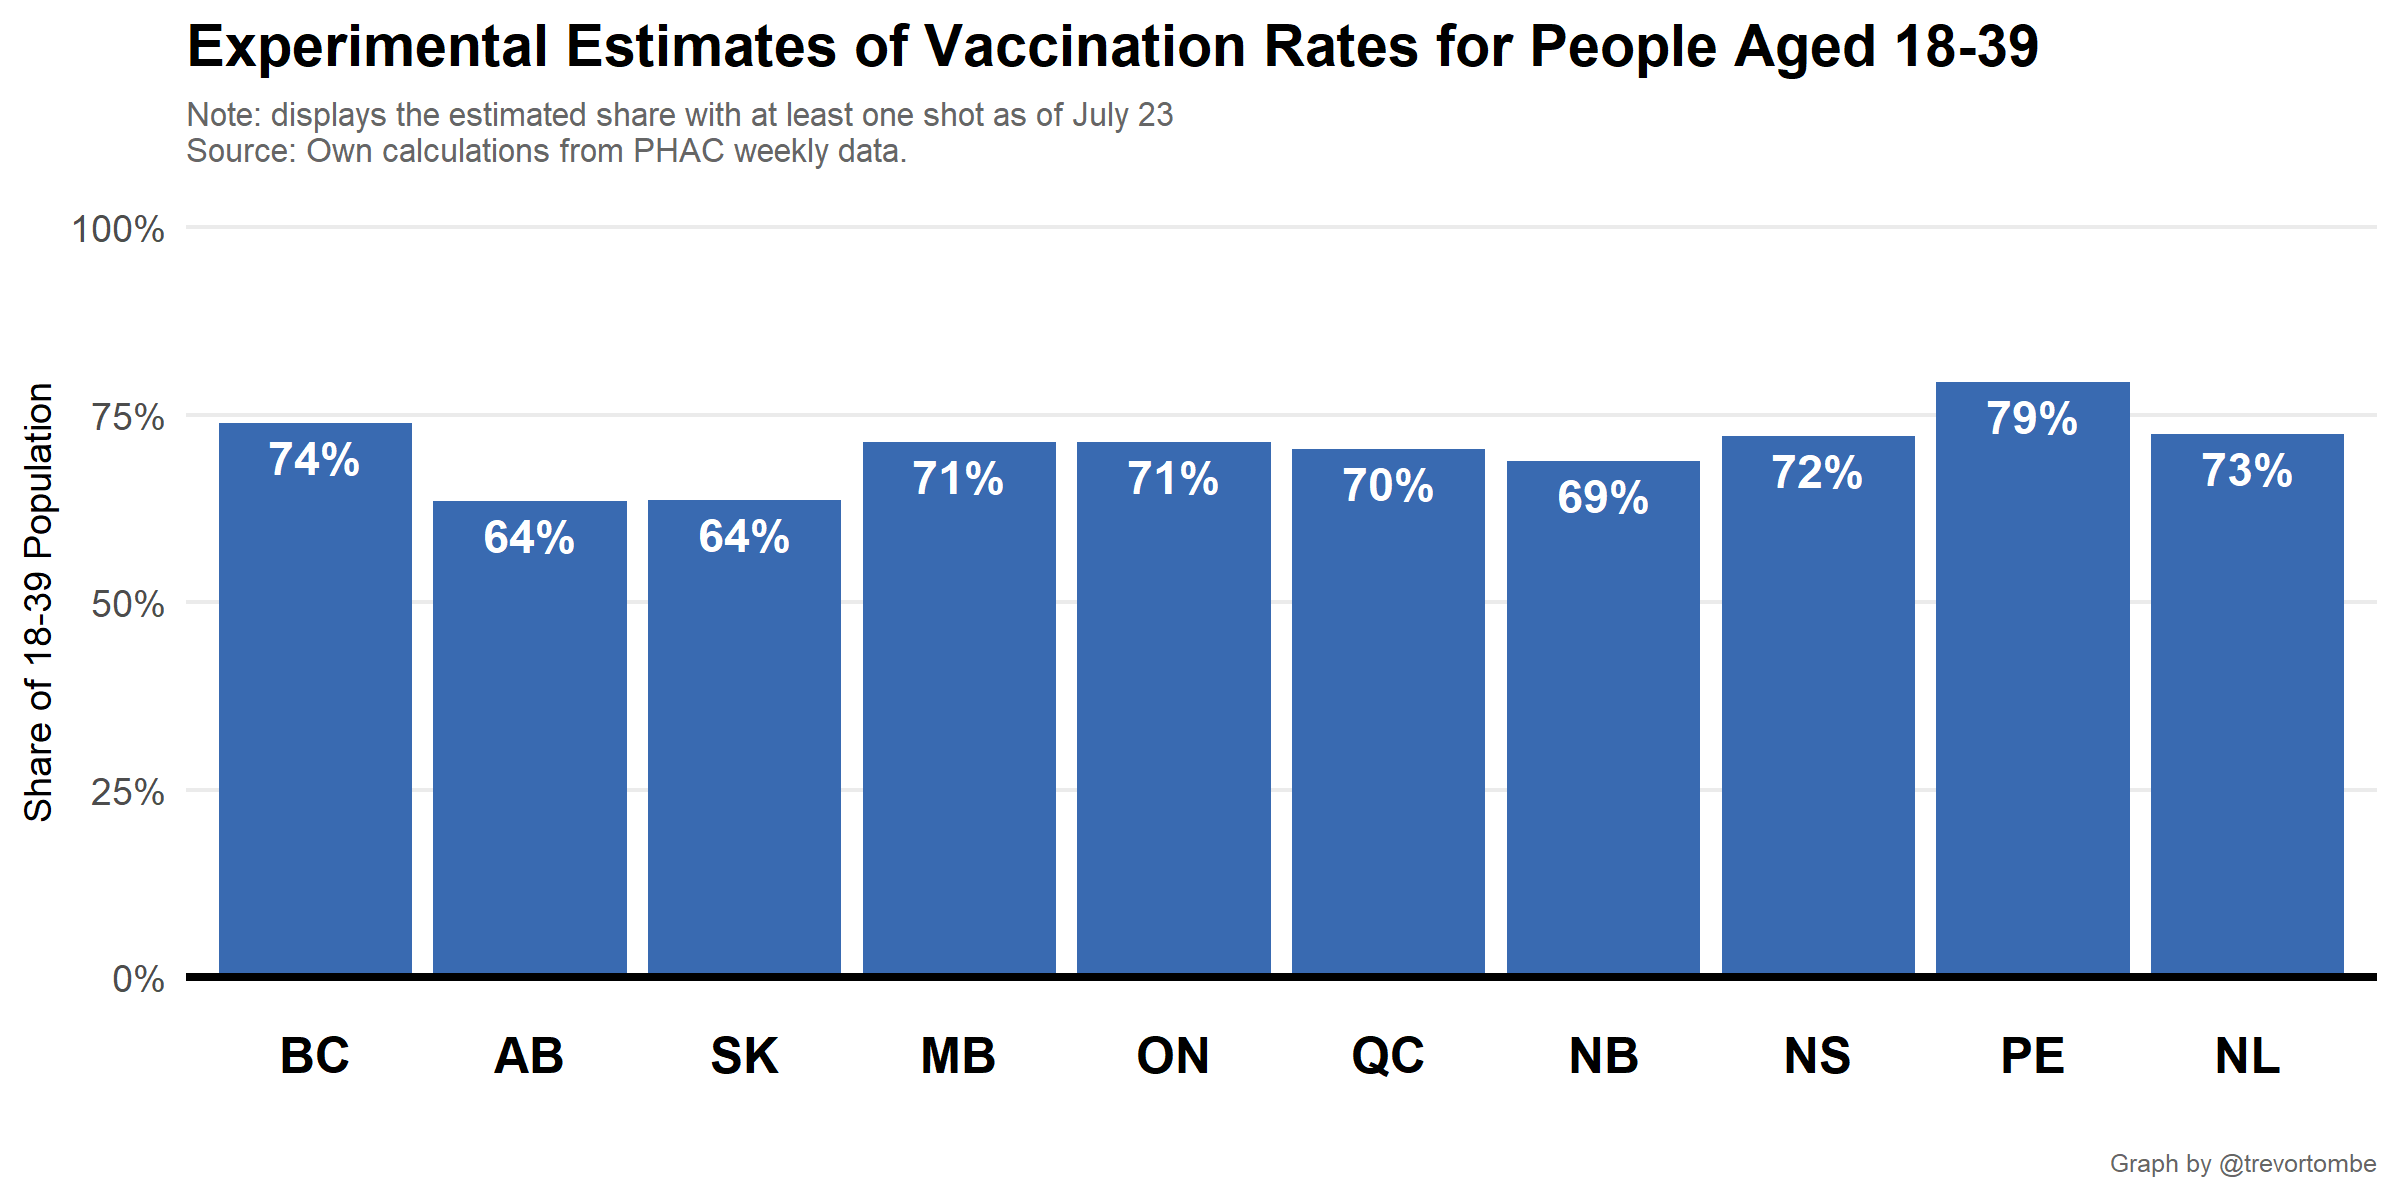 Experimental Estimates of Vaccination Rates for People Aged 18-39
Note: displays the estimated share with at least one shot as of July 23
Source: Own calculations from PHAC weekly data.
Share of 18-39 Population
100%
75%
50%
25%
0%
74%
64%
64%
71%
71%
70%
69%
72%
79%
73%
BC
AB
SK
MB
ON
QC
NB
NS
PE
NL
Graph by @trevortombe